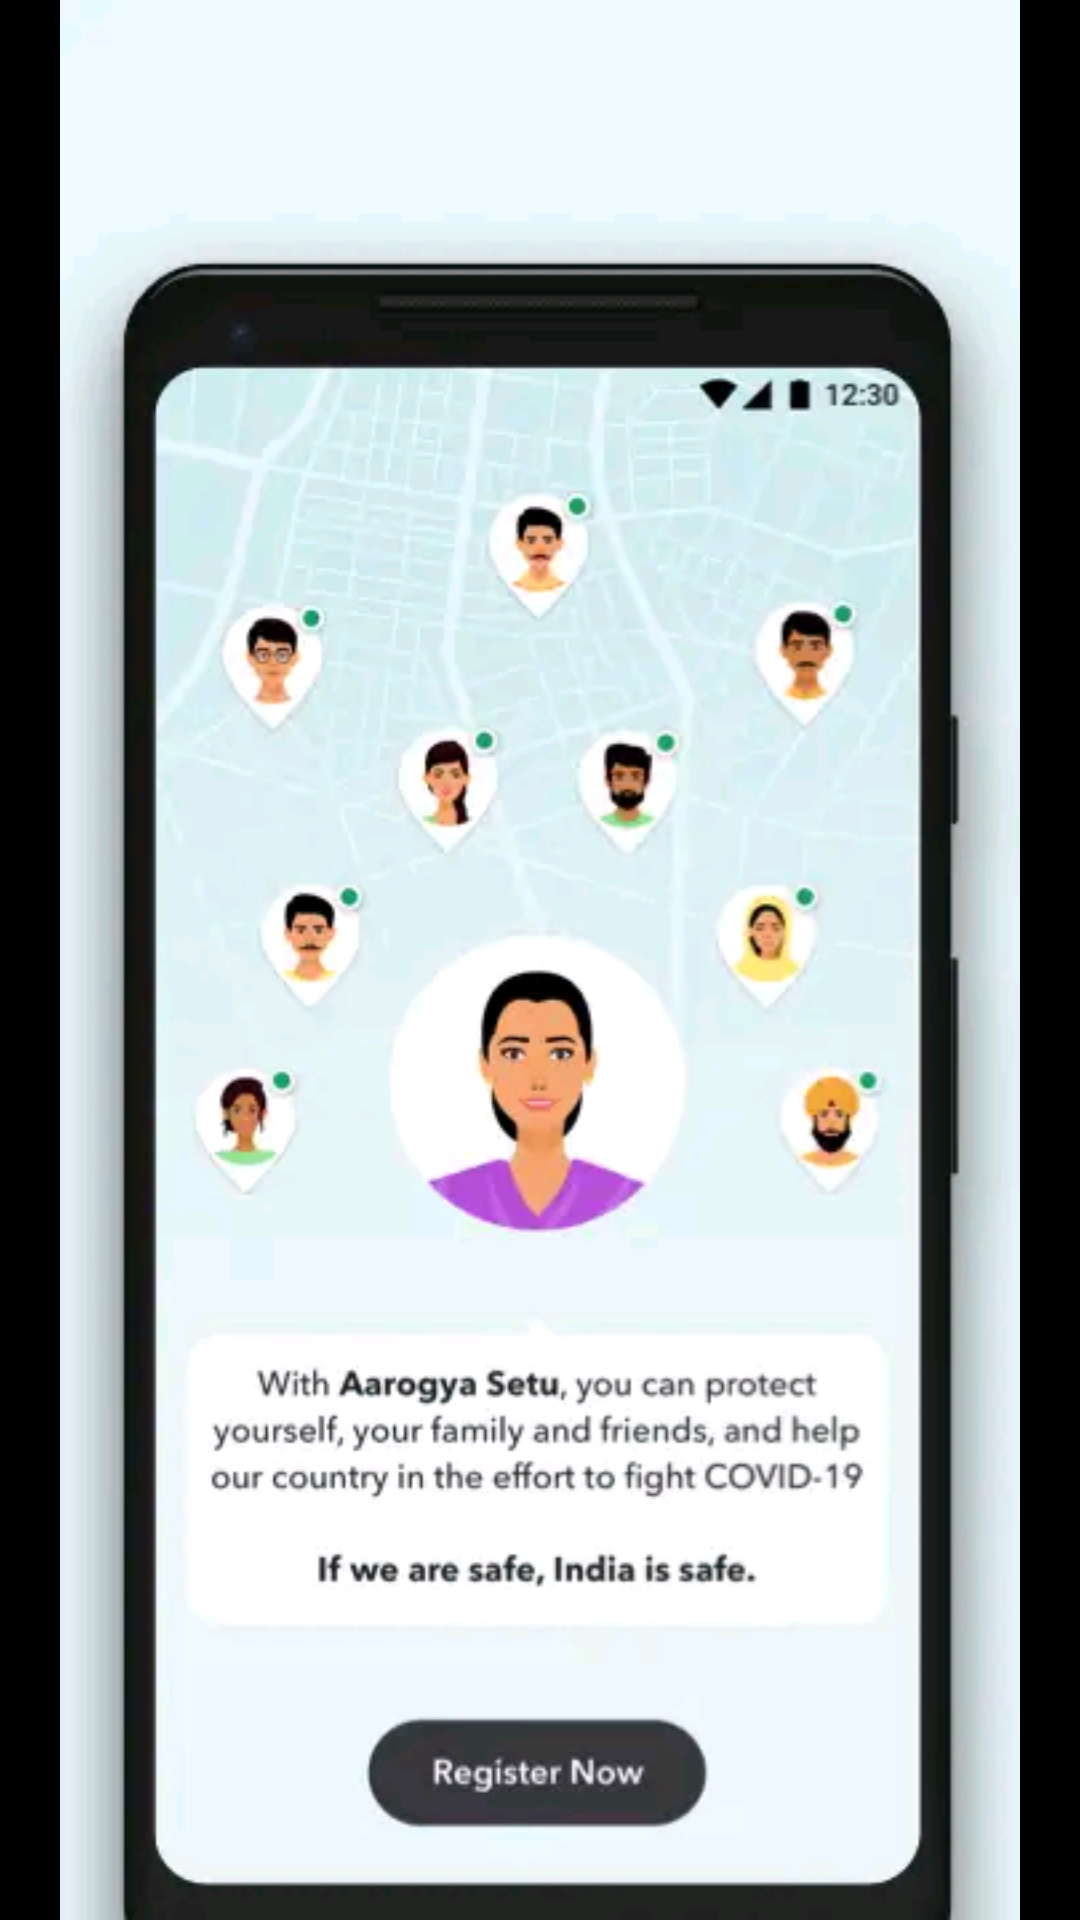 12:30
With Aarogya Setu, you can protect
yourself, your family and friends, and help
our country in the effort to fight COVID-19
If we are safe, India is safe.
Register Now